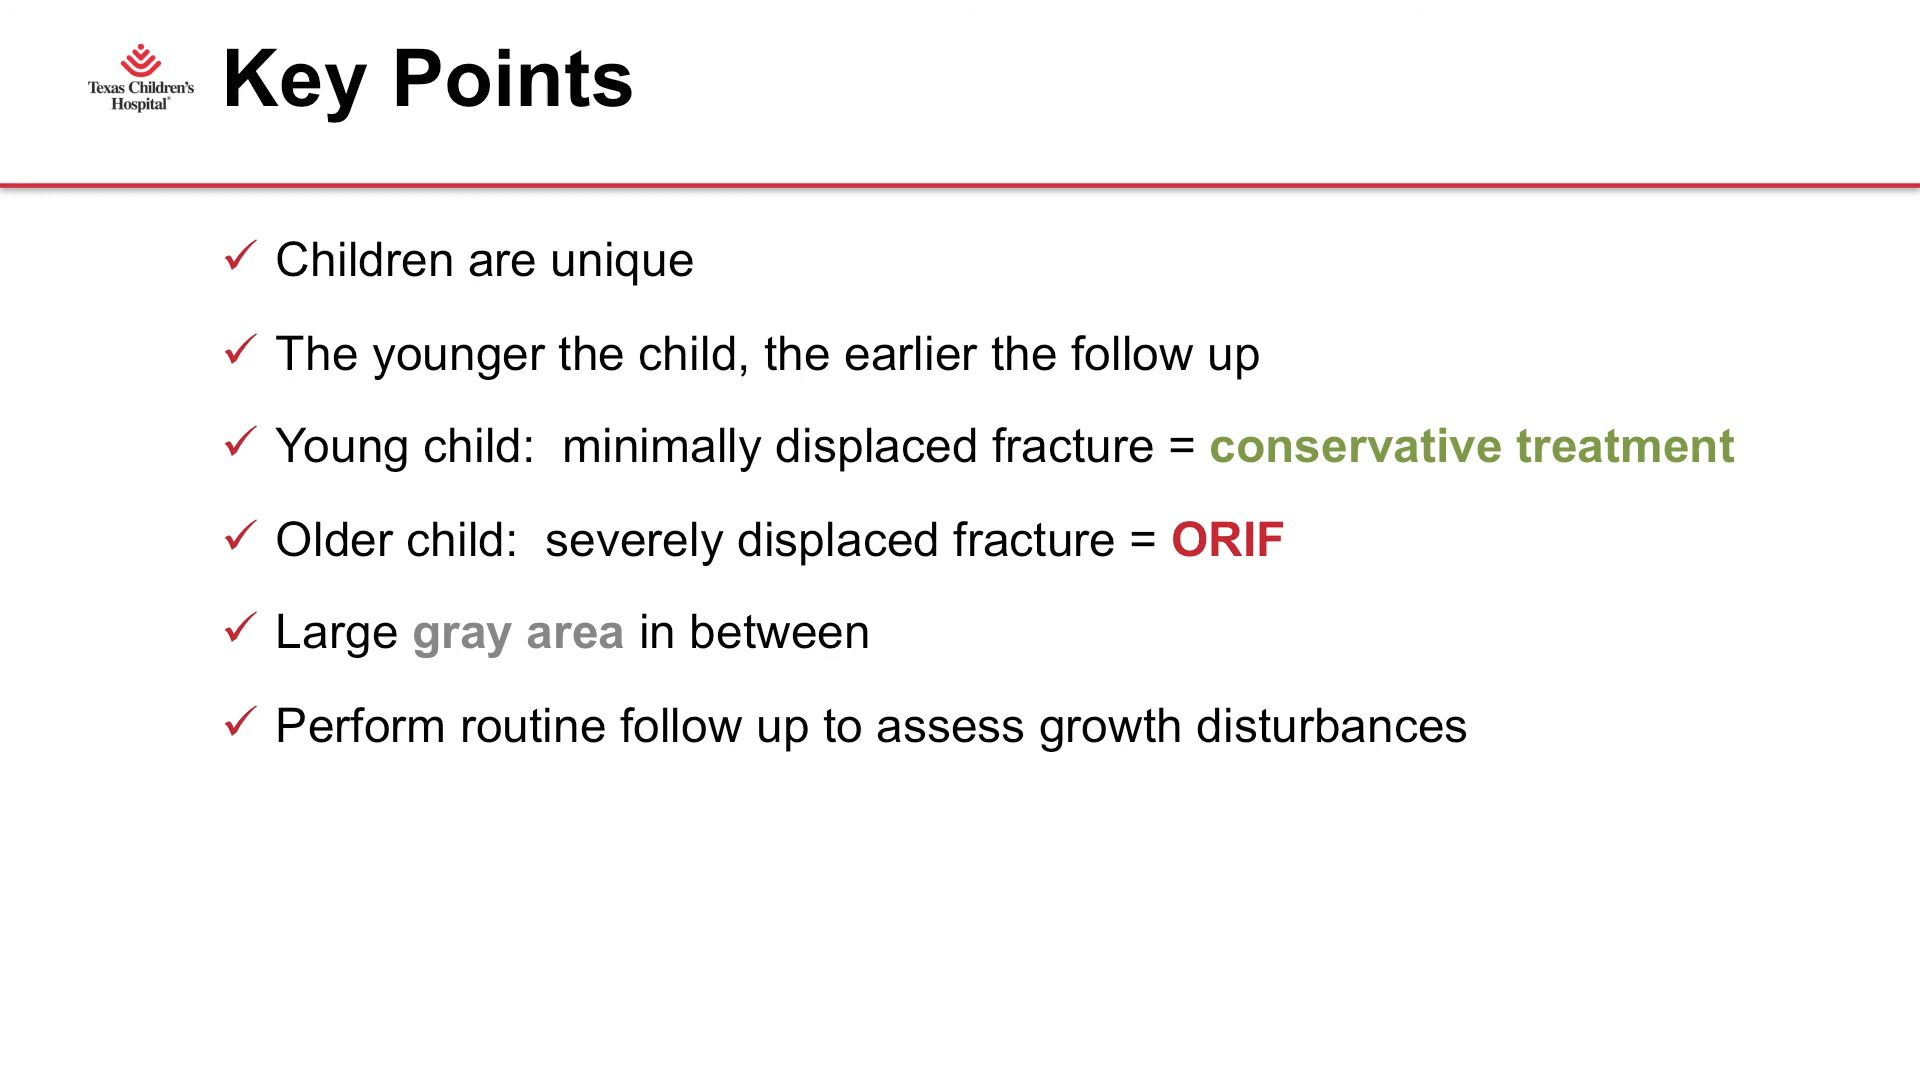 Texas Children's
Hospital®
Key Points
✓ Children are unique
✓ The younger the child, the earlier the follow up
✓ Young child:  minimally displaced fracture = conservative treatment
✓ Older child:  severely displaced fracture = ORIF
✓ Large gray area in between
✓ Perform routine follow up to assess growth disturbances